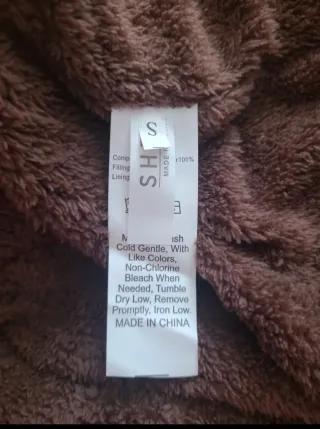 S
SH
MADE
100%
Filling
Lining
Cold Gentle, With
Like Colors,
Non-Chlorine
Bleach When
Needed, Tumble
Dry Low, Remove
Promptly, Iron Low.
MADE IN CHINA